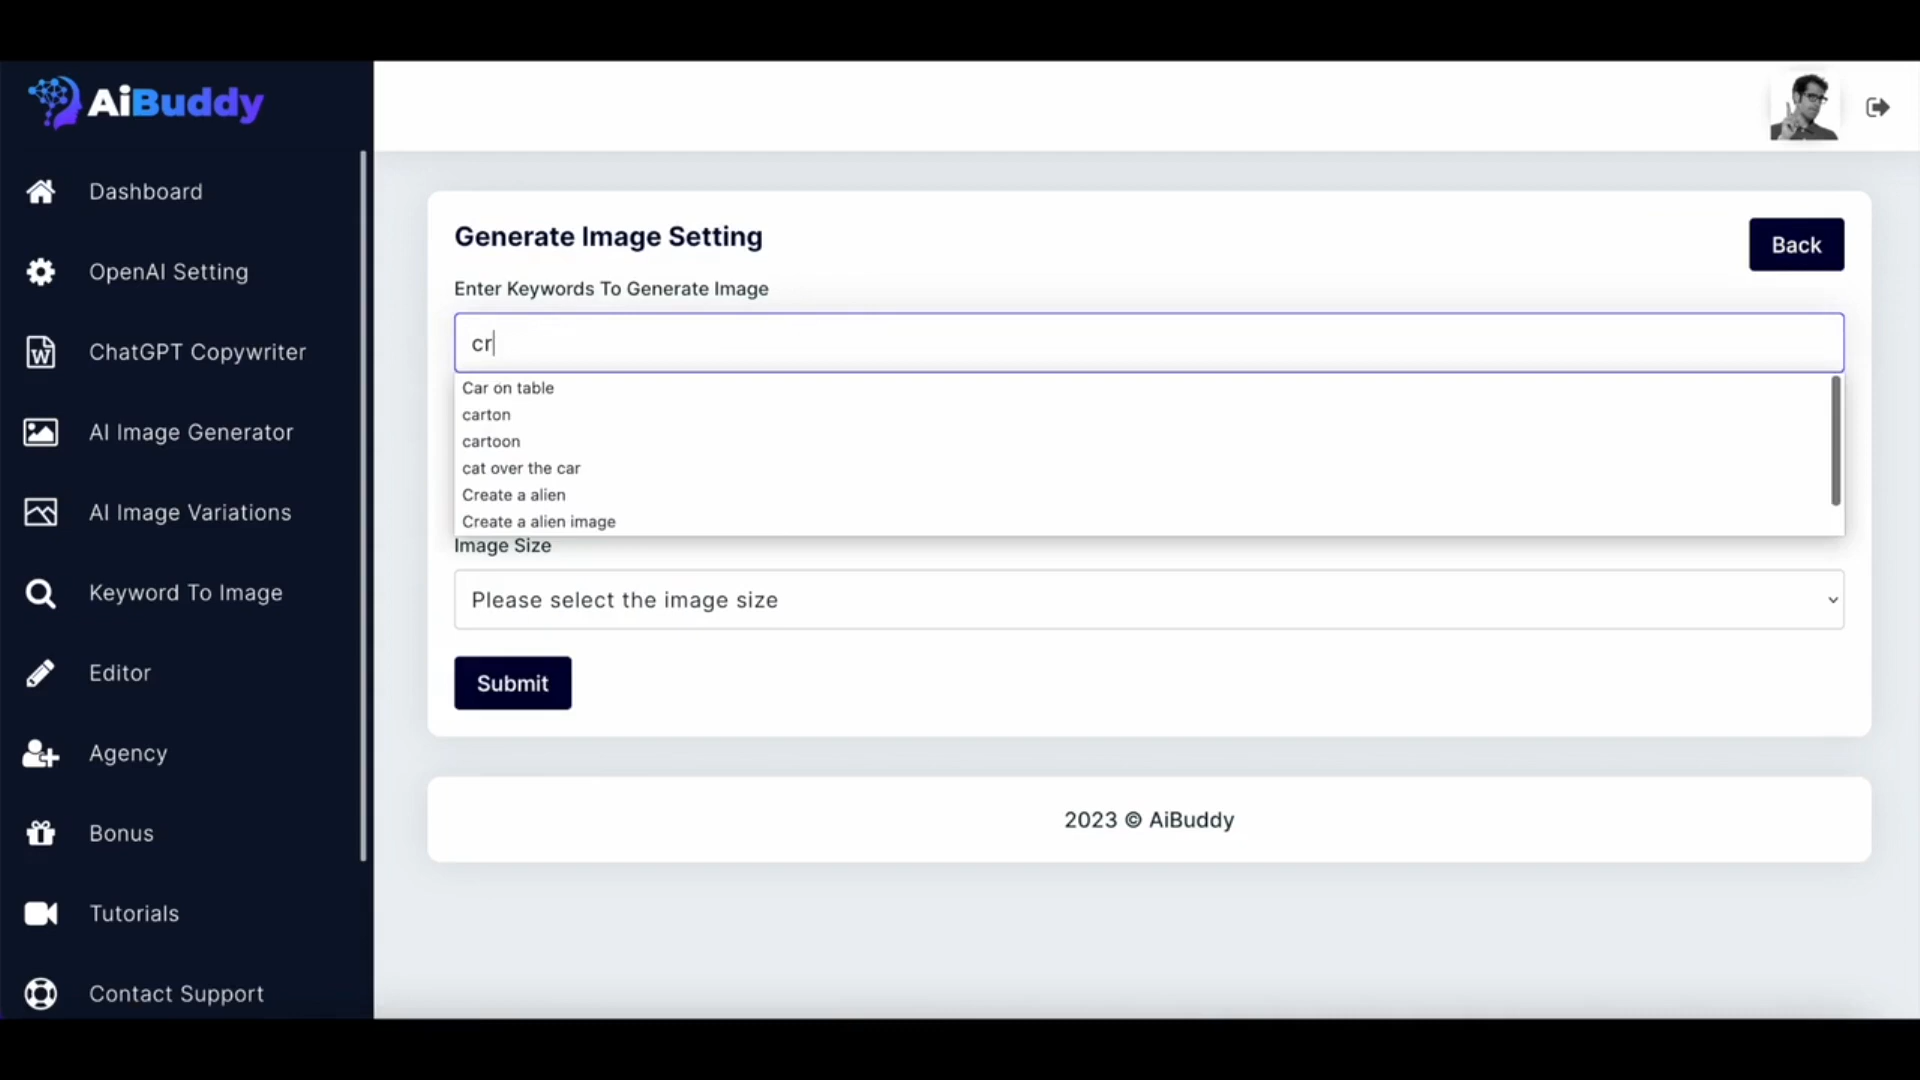 AiBuddy
Dashboard
OpenAI Setting
ChatGPT Copywriter
W
AI Image Generator
AI Image Variations
Keyword To Image
Editor
Agency
Bonus
Tutorials
Contact Support
Generate Image Setting
Back
Enter Keywords To Generate Image
cr
Car on table
carton
cartoon
cat over the car
Create a alien
Create a alien image
Image Size
Please select the image size
Submit
2023 © AiBuddy